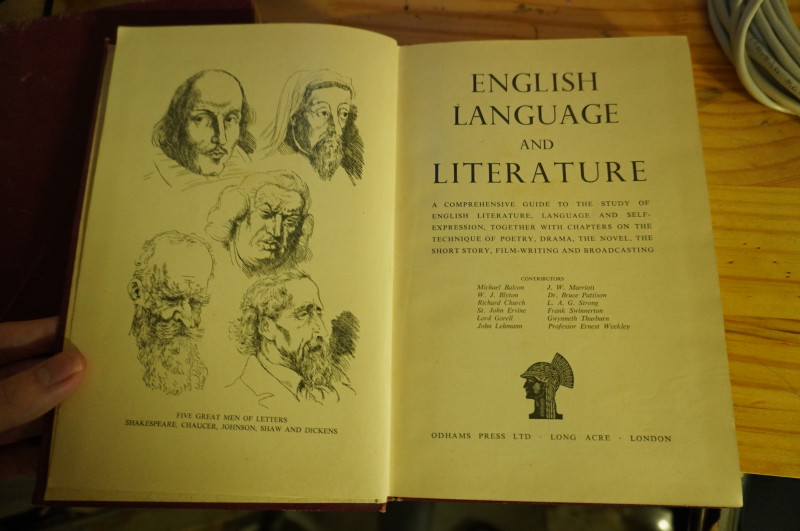 FIVE GREAT MEN OF LETTERS
SHAKESPEARE, CHAUCER, JOHNSON, SHAW AND DICKENS
ENGLISH
LANGUAGE
AND
LITERATURE
A COMPREHENSIVE GUIDE TO THE STUDY OF
ENGLISH LITERATURE, LANGUAGE AND SELF-
EXPRESSION, TOGETHER WITH CHAPTERS ON THE
TECHNIQUE OF POETRY, DRAMA, THE NOVEL, THE
SHORT STORY, FILM-WRITING AND BROADCASTING
CONTRIBUTORS
Michael Balcon J. W. Marriott
W. J. Blyton Dr. Bruce Pattison
Richard Church L. A. G. Strong
St. John Ervine Frank Swinnerton
Lord Gorell Gwynneth Thurburn
John Lehmann Professor Ernest Weekley
ODHAMS PRESS LTD · LONG ACRE · LONDON